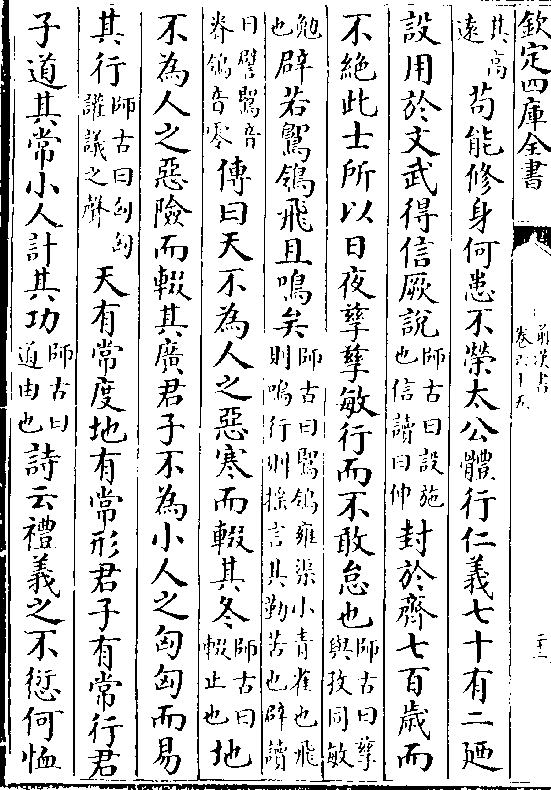 欽定四庫全書
前漢書
卷六十五
二十二
其高遠苟能修身何患不榮太公體行仁義七十有二廼
設用於文武得信厥說師古曰設施也信讀曰伸封於齊七百歲而
不絕此士所以日夜孳孳敏行而不敢怠也師古曰孳與孜同敏
勉也辟若鶺鴒飛且鳴矣師古曰鶺鴒雍渠小青雀也飛則鳴行則搖言其勤苦也辟讀
曰譬鶺音脊鴒音零傳曰天不為人之惡寒而輟其冬師古曰輟止也地
不為人之惡險而輟其廣君子不為小人之匈匈而易
其行師古曰匈匈讙議之聲天有常度地有常形君子有常行君
子道其常小人計其功師古曰道由也詩云禮義之不愆何恤